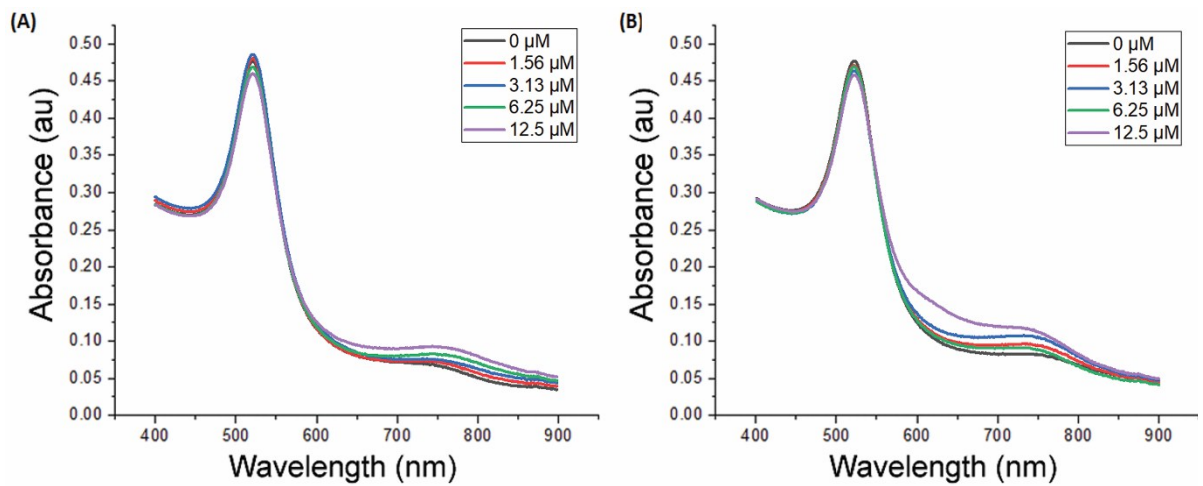 (A)
0.50
0.45
0.40
0.35
0.30
0.25
0.20
0.15
0.10
0.05
0.00
Absorbance (au)
400 500 600 700 800 900
Wavelength (nm)
0 µM
1.56 µM
3.13 µM
6.25 µM
12.5 µM
(B)
0.50
0.45
0.40
0.35
0.30
0.25
0.20
0.15
0.10
0.05
0.00
Absorbance (au)
400 500 600 700 800 900
Wavelength (nm)
0 µM
1.56 µM
3.13 µM
6.25 µM
12.5 µM